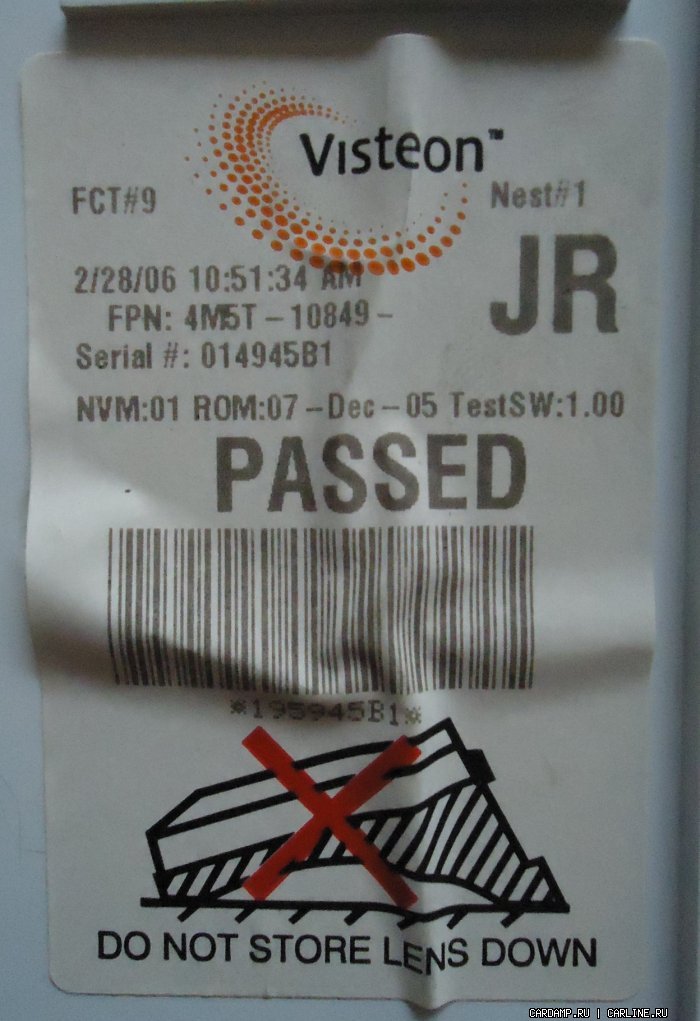 Visteon™
FCT#9 Nest#1
2/28/06 10:51:34 AM JR
FPN: 4M5T-10849-
Serial #: 014945B1
NVM:01 ROM:07-Dec-05 TestSW:1.00
PASSED
*195945B1*
DO NOT STORE LENS DOWN
CARDAMP.RU | CARLINE.RU